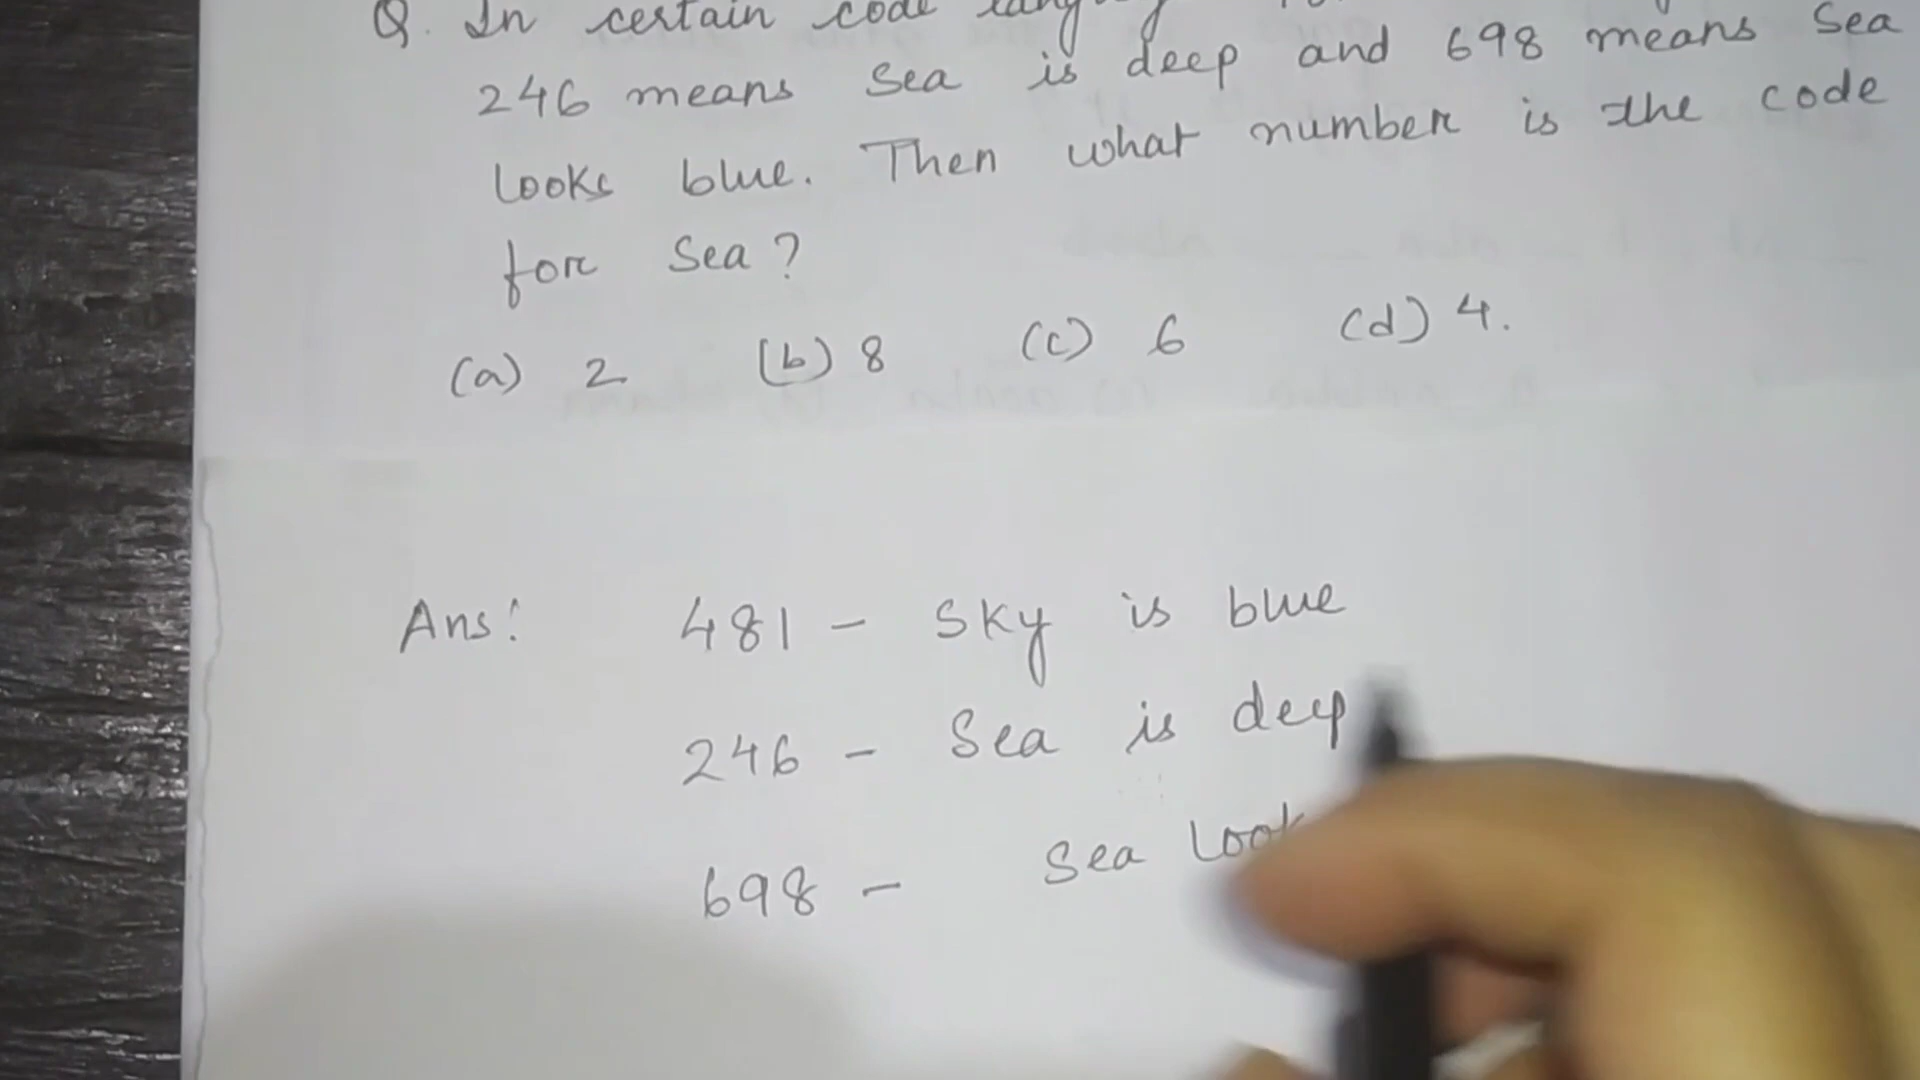 Q. In certain code
246 means Sea is deep and 698 means Sea
looks blue. Then what number is the code
for Sea?
(a) 2 (b) 8 (c) 6 (d) 4.
Ans: 481 - Sky is blue
246 - Sea is deep
698 - Sea